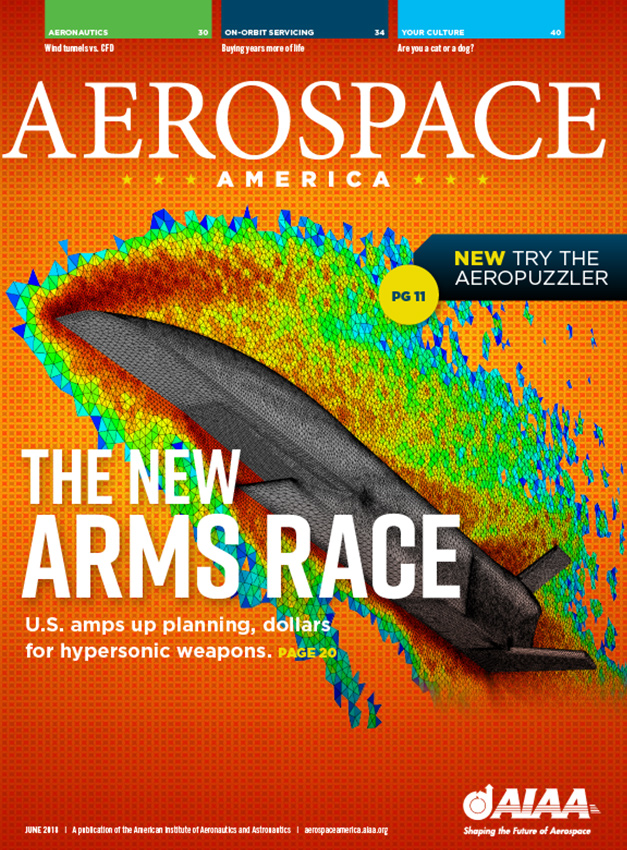 AERONAUTICS 30
Wind tunnels vs. CFD
ON-ORBIT SERVICING 34
Buying years more of life
YOUR CULTURE 40
Are you a cat or a dog?
AEROSPACE
★ ★ ★ AMERICA ★ ★ ★
NEW TRY THE
AEROPUZZLER
PG 11
THE NEW
ARMS RACE
U.S. amps up planning, dollars
for hypersonic weapons. PAGE 20
AIAA
Shaping the Future of Aerospace
JUNE 2018 | A publication of the American Institute of Aeronautics and Astronautics | aerospaceamerica.aiaa.org